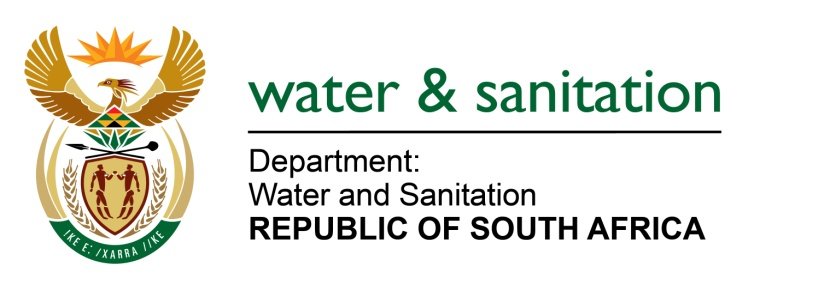 water & sanitation
Department:
Water and Sanitation
REPUBLIC OF SOUTH AFRICA
!KE E: /XARRA //KE